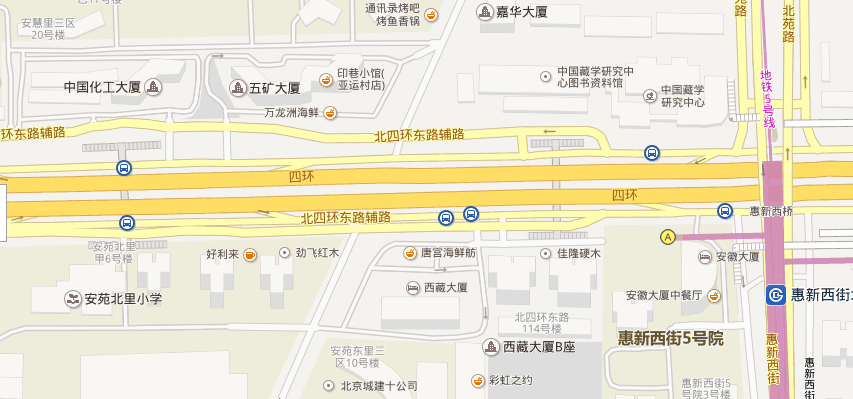 通讯录烤吧
烤鱼香锅
嘉华大厦
安慧里三区
20号楼
北苑路
地铁5号线
中国化工大厦
五矿大厦
印巷小馆(
亚运村店)
万龙洲海鲜
中国藏学研究中
心图书资料馆
中国藏学
研究中心
环东路辅路
北四环东路辅路
四环
四环
北四环东路辅路
惠新西桥
安苑北里
甲6号楼
好利来
劲飞红木
唐宫海鲜舫
佳隆硬木
A
安徽大厦
安苑北里小学
西藏大厦
安徽大厦中餐厅
惠新西街
北四环东路
114号楼
惠新西街5号院
惠新西街
惠新西街
安苑东里三
区10号楼
西藏大厦B座
北京城建十公司
彩虹之约
惠新西街5
号院3号楼